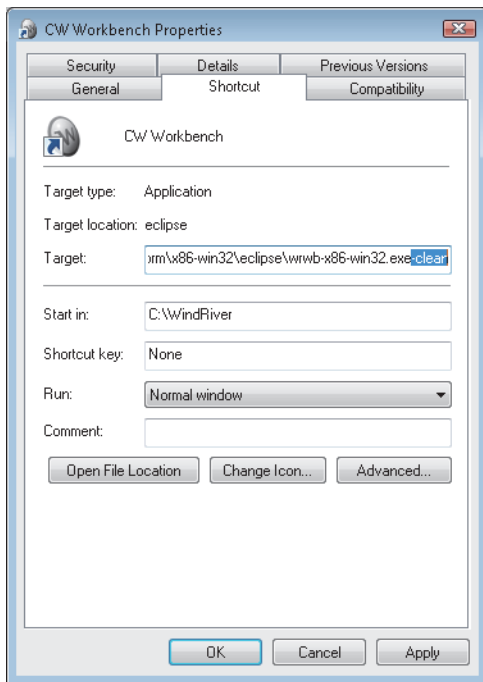 CW Workbench Properties
Security Details Previous Versions
General Shortcut Compatibility
CW Workbench
Target type: Application
Target location: eclipse
Target: orm\x86-win32\eclipse\wrwb-x86-win32.exe-clear
Start in: C:\WindRiver
Shortcut key: None
Run: Normal window
Comment:
Open File Location Change Icon... Advanced...
OK Cancel Apply